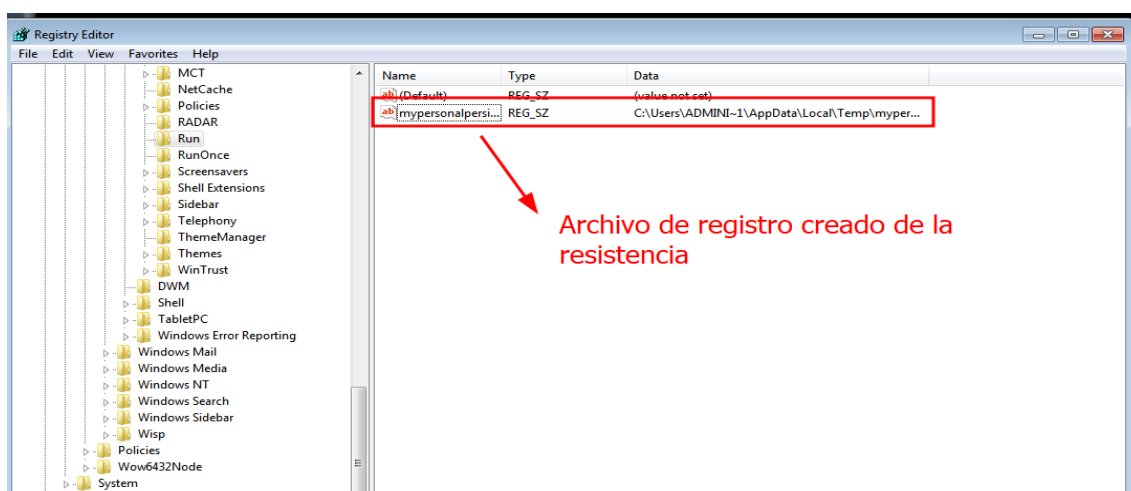 Registry Editor
File Edit View Favorites Help
MCT
NetCache
Policies
RADAR
Run
RunOnce
Screensavers
Shell Extensions
Sidebar
Telephony
ThemeManager
Themes
WinTrust
DWM
Shell
TabletPC
Windows Error Reporting
Windows Mail
Windows Media
Windows NT
Windows Search
Windows Sidebar
Wisp
Policies
Wow6432Node
System
Name Type Data
(Default) REG_SZ (value not set)
mypersonalpersi... REG_SZ C:\Users\ADMINI~1\AppData\Local\Temp\myper...
Archivo de registro creado de la
resistencia